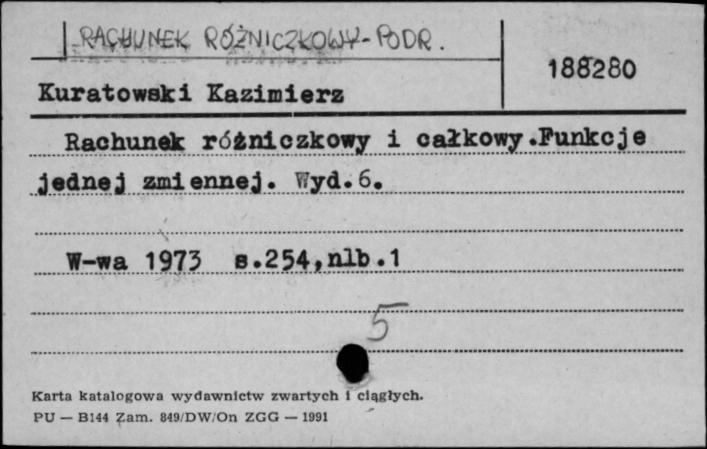 RACHUNEK RÓŻNICZKOWY-PODR.
188280
Kuratowski Kazimierz
Rachunek różniczkowy i całkowy.Funkcje
jednej zmiennej. Wyd.6.
W-wa 1973 s.254,nlb.1
5
Karta katalogowa wydawnictw zwartych i ciągłych.
PU — B144 Zam. 849/DW/On ZGG — 1991